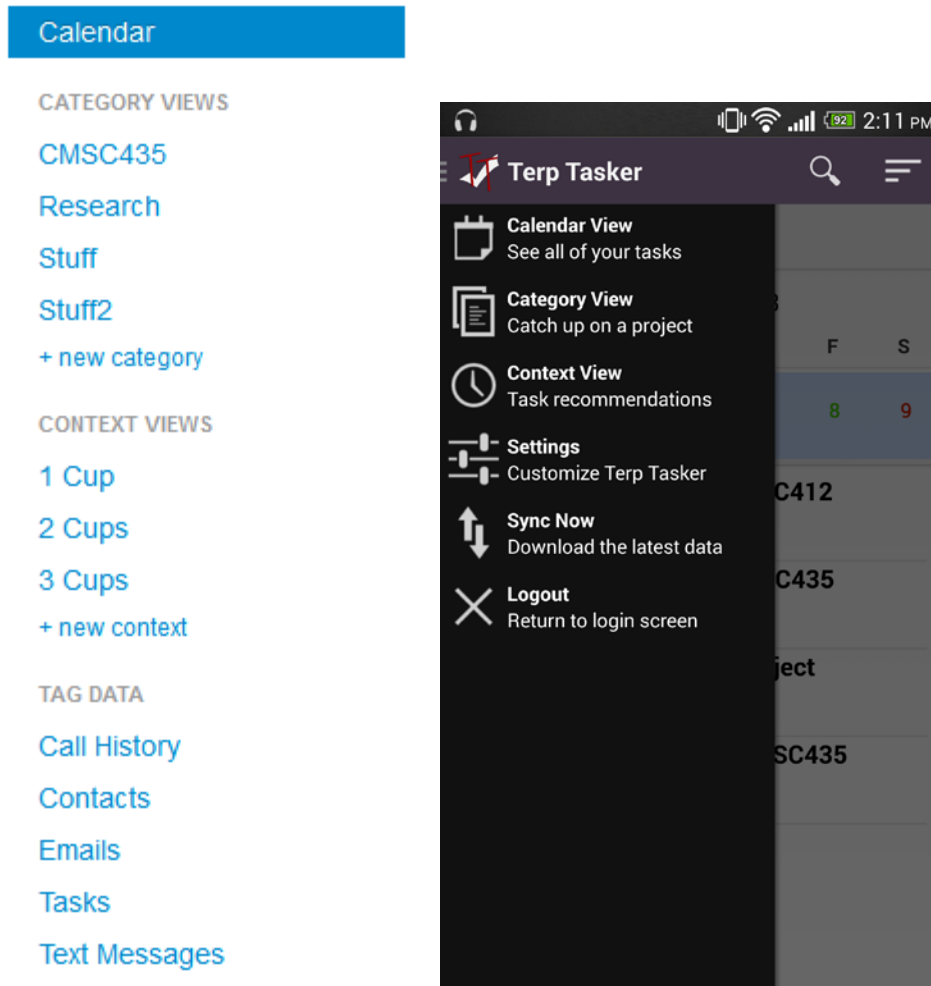 Calendar
CATEGORY VIEWS
CMSC435
Research
Stuff
Stuff2
+ new category
CONTEXT VIEWS
1 Cup
2 Cups
3 Cups
+ new context
TAG DATA
Call History
Contacts
Emails
Tasks
Text Messages
92 2:11 PM
TT Terp Tasker
Calendar View
See all of your tasks
Category View
Catch up on a project
Context View
Task recommendations
Settings
Customize Terp Tasker
Sync Now
Download the latest data
Logout
Return to login screen
F S
8 9
C412
C435
ject
SC435